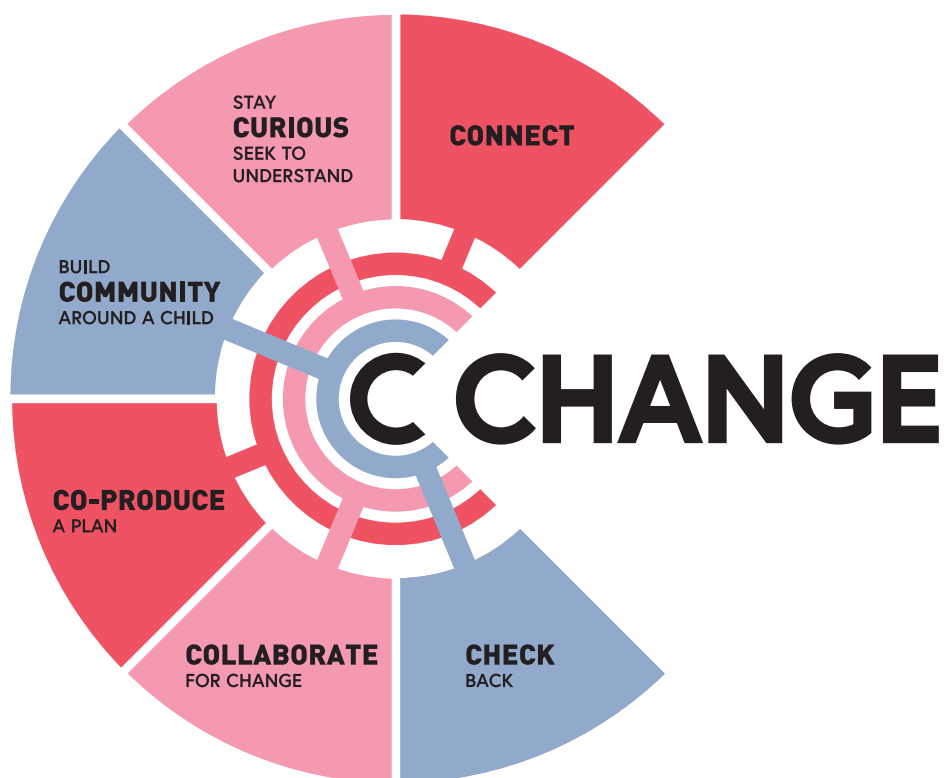 CONNECT
STAY
CURIOUS
SEEK TO
UNDERSTAND
BUILD
COMMUNITY
AROUND A CHILD
CO-PRODUCE
A PLAN
COLLABORATE
FOR CHANGE
CHECK
BACK
C CHANGE